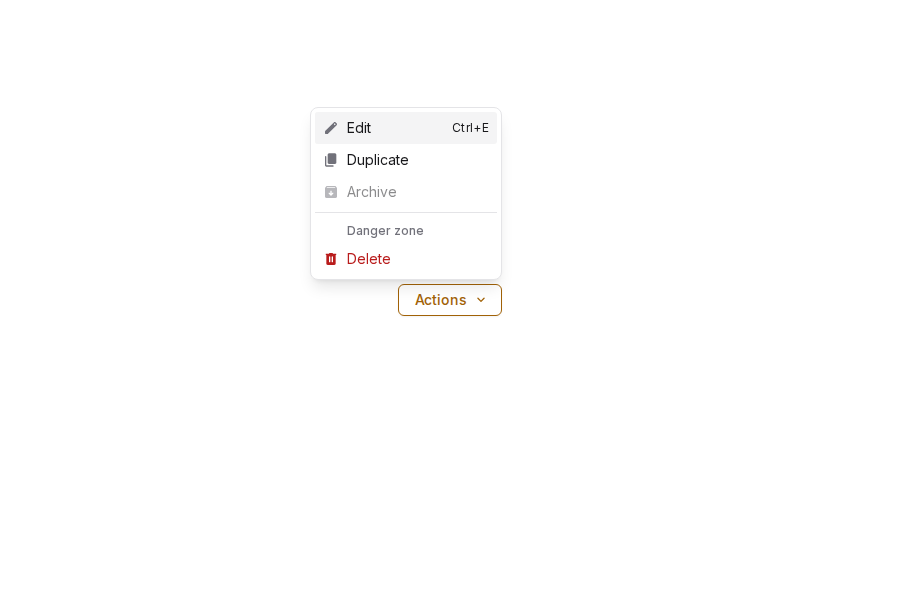 Edit Ctrl+E
Duplicate
Archive
Danger zone
Delete
Actions